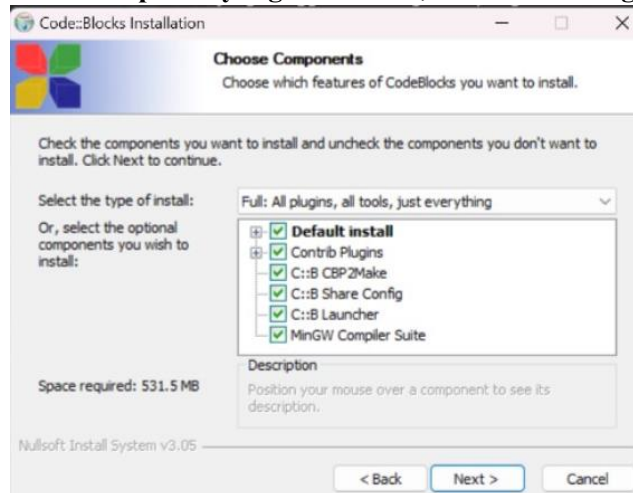 Code::Blocks Installation
Choose Components
Choose which features of CodeBlocks you want to install.
Check the components you want to install and uncheck the components you don't want to
install. Click Next to continue.
Select the type of install:
Full: All plugins, all tools, just everything
Or, select the optional
components you wish to
install:
Default install
Contrib Plugins
C::B CBP2Make
C::B Share Config
C::B Launcher
MinGW Compiler Suite
Space required: 531.5 MB
Description
Position your mouse over a component to see its
description.
Nullsoft Install System v3.05
< Back
Next >
Cancel